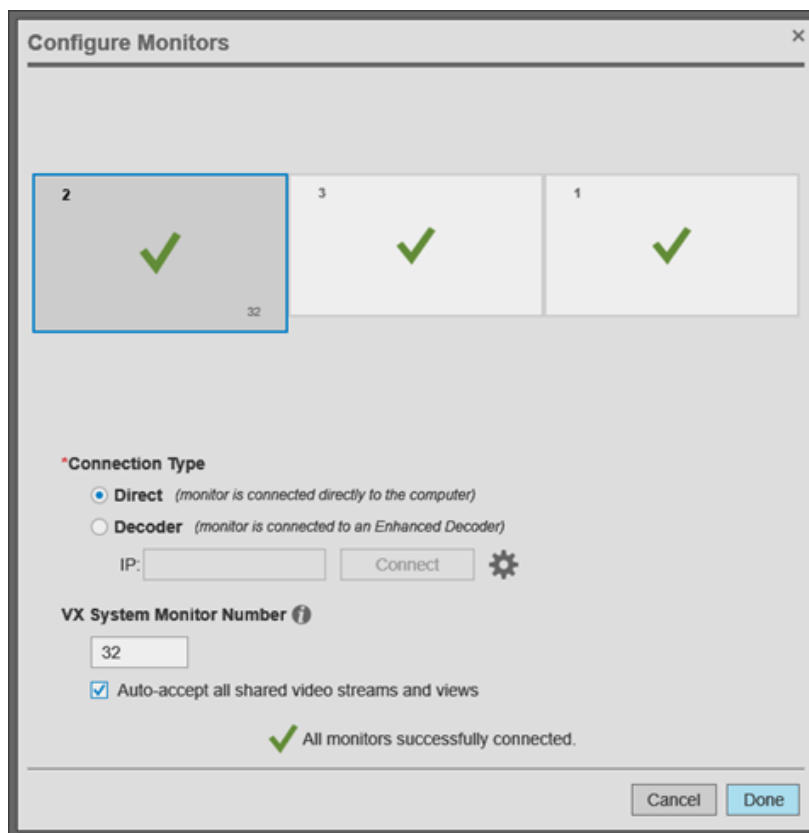 Configure Monitors
2
3
1
32
*Connection Type
Direct (monitor is connected directly to the computer)
Decoder (monitor is connected to an Enhanced Decoder)
IP: Connect
VX System Monitor Number
32
Auto-accept all shared video streams and views
All monitors successfully connected.
Cancel Done